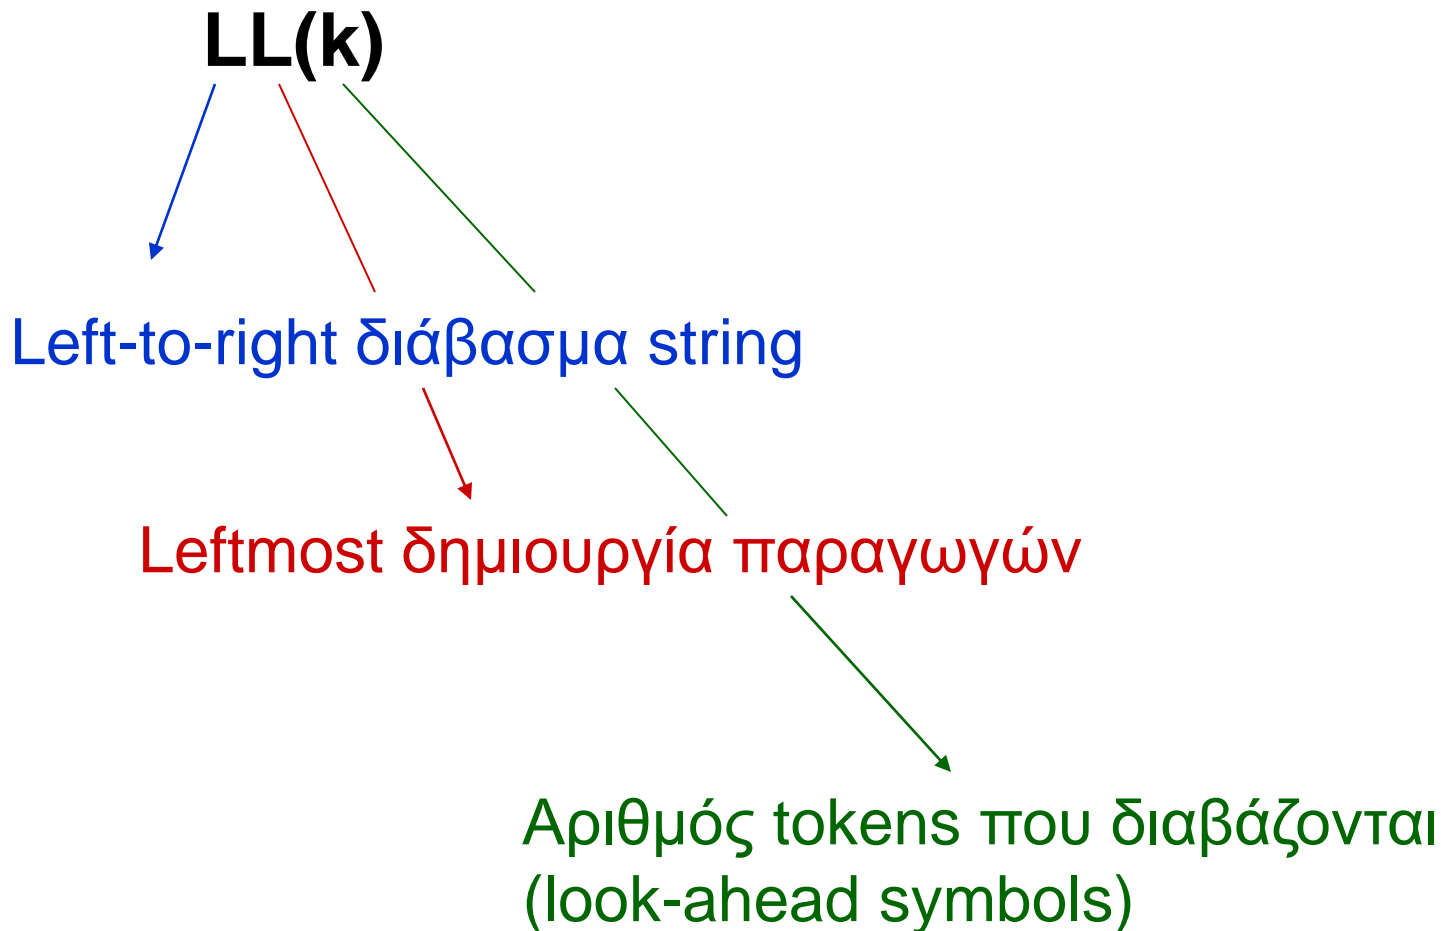 LL(k)
Left-to-right διάβασμα string
Leftmost δημιουργία παραγωγών
Αριθμός tokens που διαβάζονται
(look-ahead symbols)